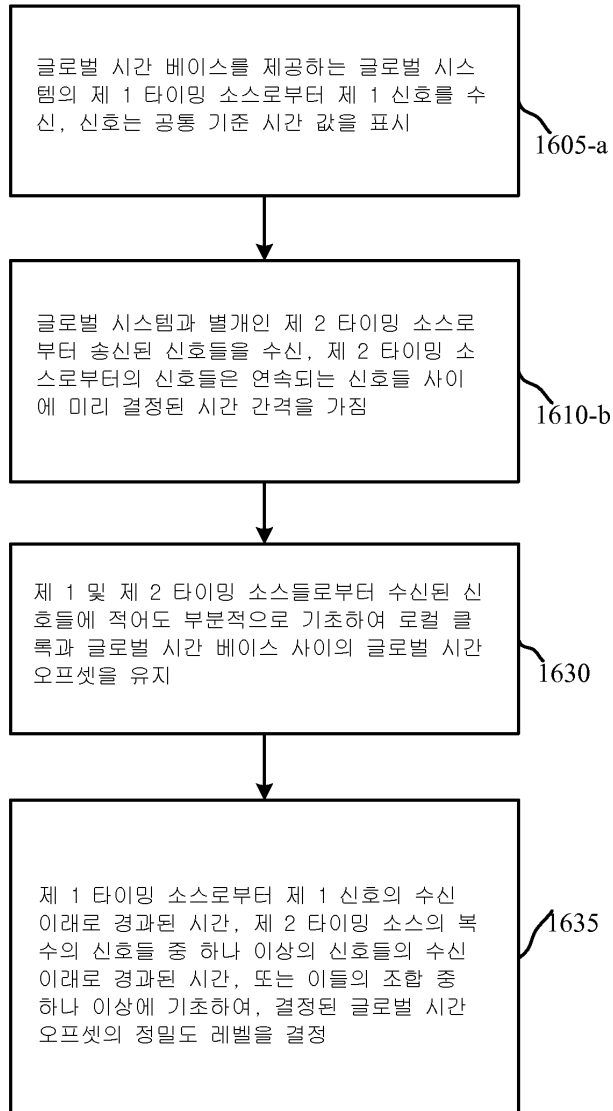 글로벌 시간 베이스를 제공하는 글로벌 시스
템의 제 1 타이밍 소스로부터 제 1 신호를 수
신, 신호는 공통 기준 시간 값을 표시
1605-a
글로벌 시스템과 별개인 제 2 타이밍 소스로
부터 송신된 신호들을 수신, 제 2 타이밍 소
스로부터의 신호들은 연속되는 신호들 사이
에 미리 결정된 시간 간격을 가짐
1610-b
제 1 및 제 2 타이밍 소스들로부터 수신된 신
호들에 적어도 부분적으로 기초하여 로컬 클
록과 글로벌 시간 베이스 사이의 글로벌 시간
오프셋을 유지
1630
제 1 타이밍 소스로부터 제 1 신호의 수신
이래로 경과된 시간, 제 2 타이밍 소스의 복
수의 신호들 중 하나 이상의 신호들의 수신
이래로 경과된 시간, 또는 이들의 조합 중
하나 이상에 기초하여, 결정된 글로벌 시간
오프셋의 정밀도 레벨을 결정
1635